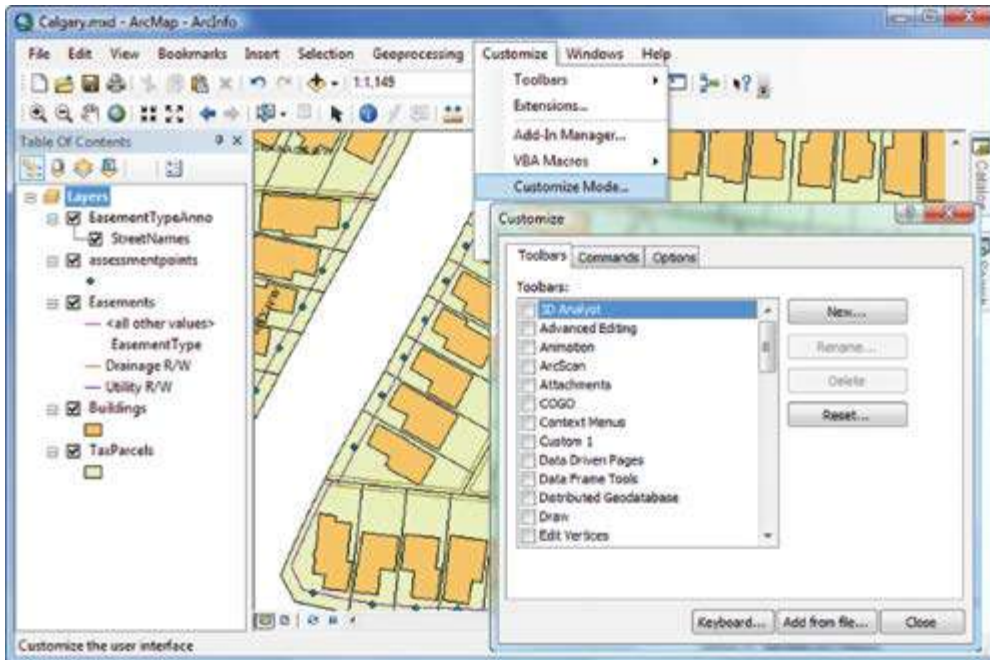 Calgary.mxd - ArcMap - ArcInfo
File Edit View Bookmarks Insert Selection Geoprocessing Customize Windows Help
1:1,149
Toolbars
Extensions...
Add-In Manager...
VBA Macros
Customize Mode...
Table Of Contents
Layers
EasementTypeAnno
StreetNames
assessmentpoints
Easements
<all other values>
EasementType
Drainage R/W
Utility R/W
Buildings
TaxParcels
Catalog
Customize
Toolbars Commands Options
Toolbars:
3D Analyst
Advanced Editing
Animation
ArcScan
Attachments
COGO
Context Menus
Custom 1
Data Driven Pages
Data Frame Tools
Distributed Geodatabase
Draw
Edit Vertices
New...
Rename...
Delete
Reset...
Keyboard... Add from file... Close
Customize the user interface